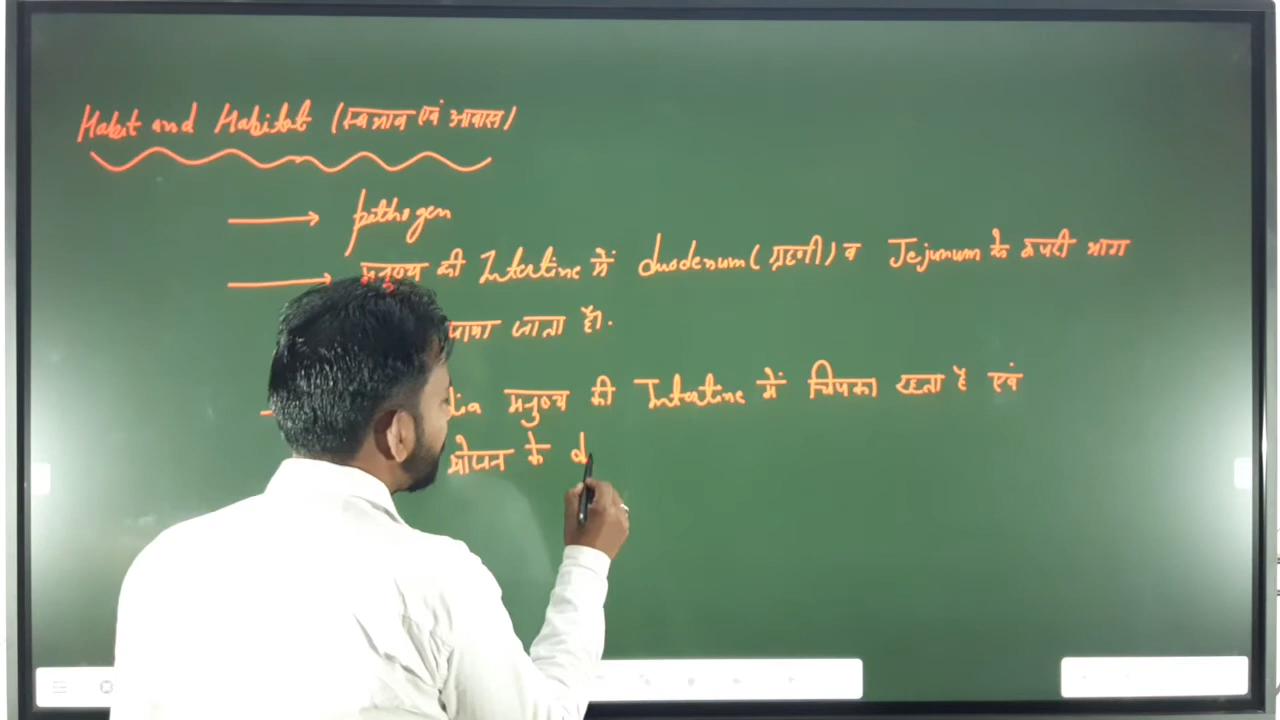 Habit and Habitat (स्वभाव एवं आवास)
pathogen
मनुष्य की Intestine में duodenum (ग्रहणी) व Jejunum के ऊपरी भाग
पाया जाता है।
dia मनुष्य की Intestine में चिपका रहता है एवं
भोजन के d